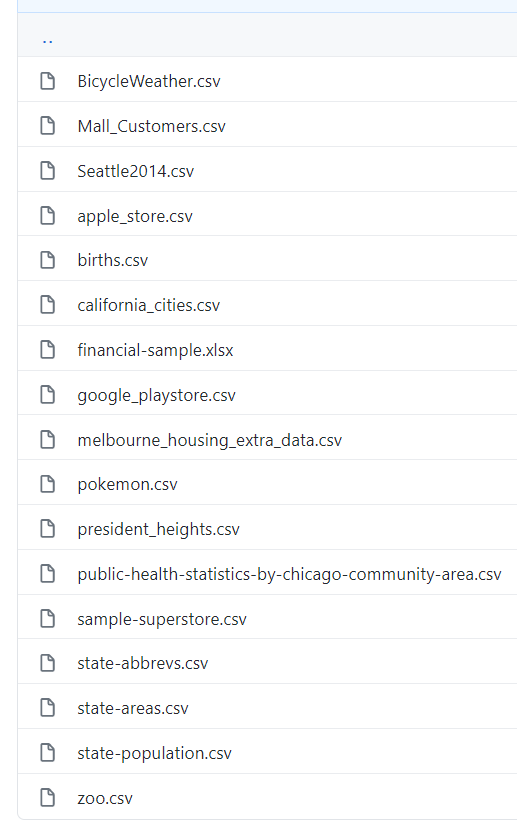 ..
BicycleWeather.csv
Mall_Customers.csv
Seattle2014.csv
apple_store.csv
births.csv
california_cities.csv
financial-sample.xlsx
google_playstore.csv
melbourne_housing_extra_data.csv
pokemon.csv
president_heights.csv
public-health-statistics-by-chicago-community-area.csv
sample-superstore.csv
state-abbrevs.csv
state-areas.csv
state-population.csv
zoo.csv